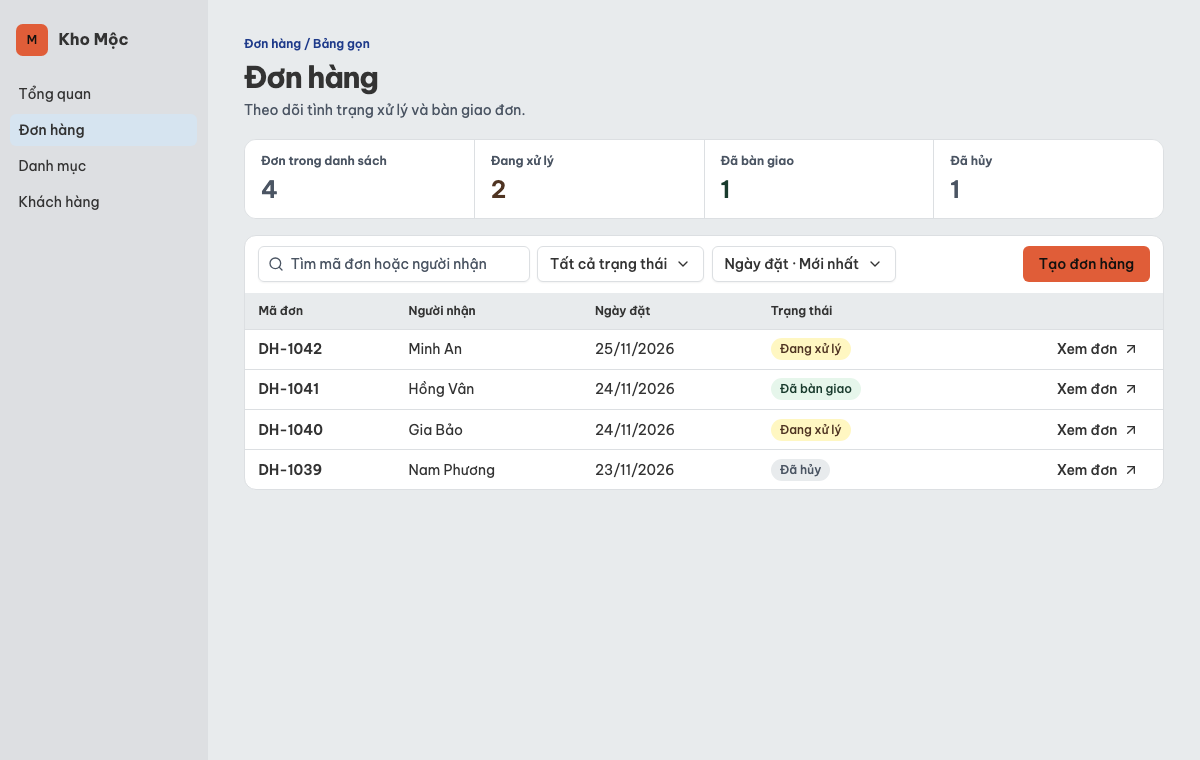 M
Kho Mộc
Tổng quan
Đơn hàng
Danh mục
Khách hàng
Đơn hàng / Bảng gọn
Đơn hàng
Theo dõi tình trạng xử lý và bàn giao đơn.
Đơn trong danh sách
4
Đang xử lý
2
Đã bàn giao
1
Đã hủy
1
Tìm mã đơn hoặc người nhận
Tất cả trạng thái
Ngày đặt · Mới nhất
Tạo đơn hàng
Mã đơn Người nhận Ngày đặt Trạng thái
DH-1042 Minh An 25/11/2026 Đang xử lý Xem đơn
DH-1041 Hồng Vân 24/11/2026 Đã bàn giao Xem đơn
DH-1040 Gia Bảo 24/11/2026 Đang xử lý Xem đơn
DH-1039 Nam Phương 23/11/2026 Đã hủy Xem đơn